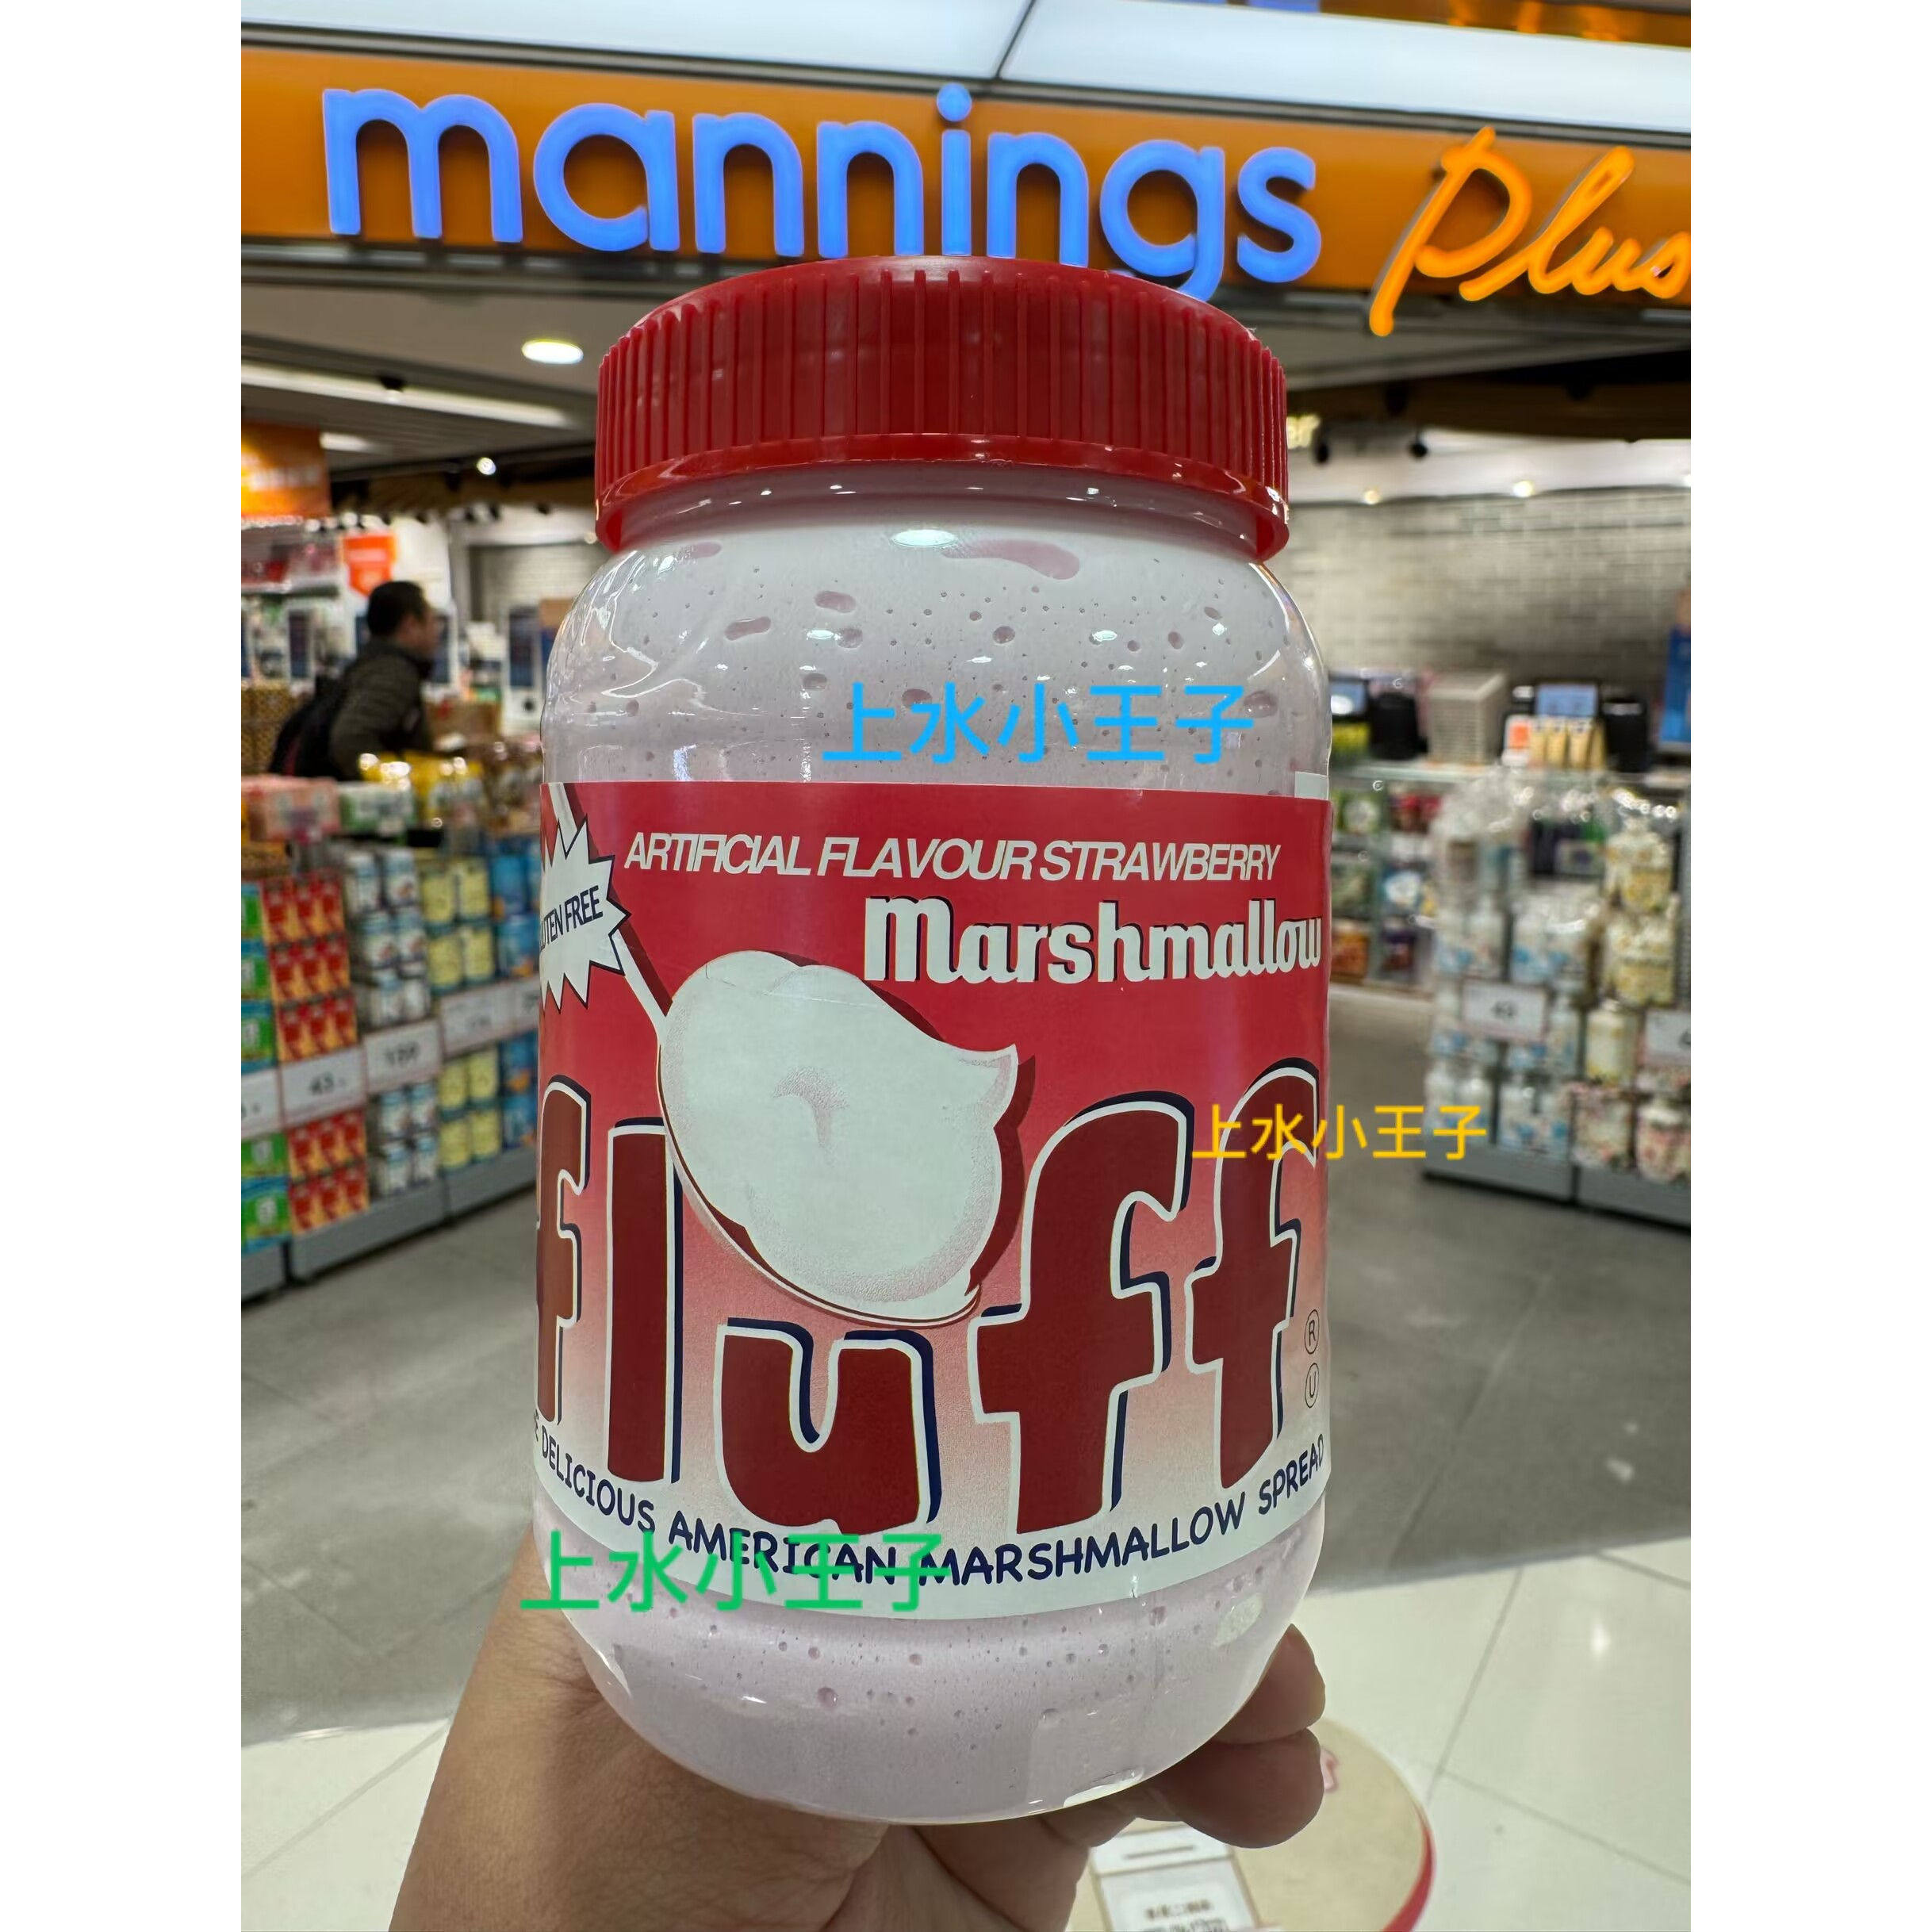 mannings Plus
上水小王子
ARTIFICIAL FLAVOUR STRAWBERRY
FREE
Marshmallow
上水小王子
fluff
R
U
DELICIOUS AMERICAN MARSHMALLOW SPREAD
上水小王子